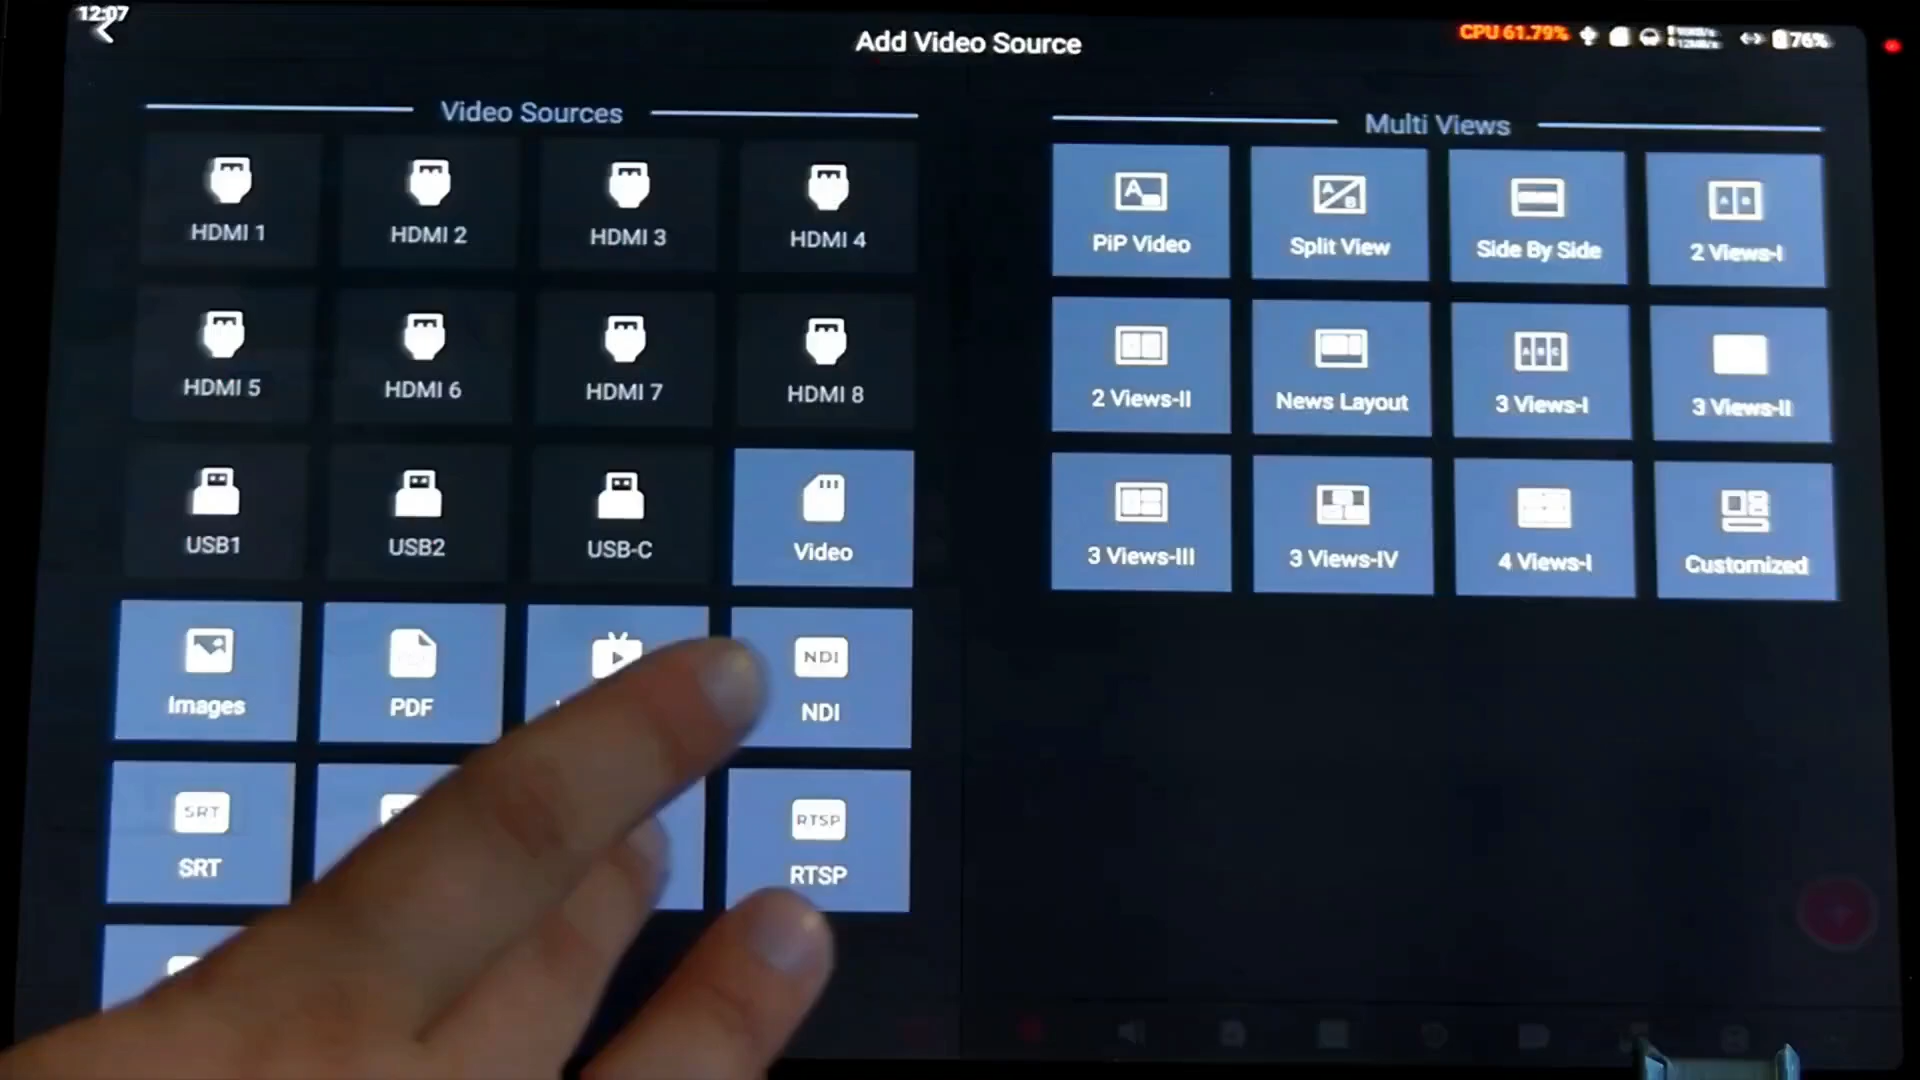 12:07
Add Video Source
CPU 61.79%
76%
Video Sources
HDMI 1
HDMI 2
HDMI 3
HDMI 4
HDMI 5
HDMI 6
HDMI 7
HDMI 8
USB1
USB2
USB-C
Video
Images
PDF
NDI
NDI
SRT
SRT
RTSP
RTSP
Multi Views
A
PiP Video
A
B
Split View
Side By Side
A B
2 Views-I
2 Views-II
News Layout
A B C
3 Views-I
3 Views-II
3 Views-III
3 Views-IV
4 Views-I
Customized